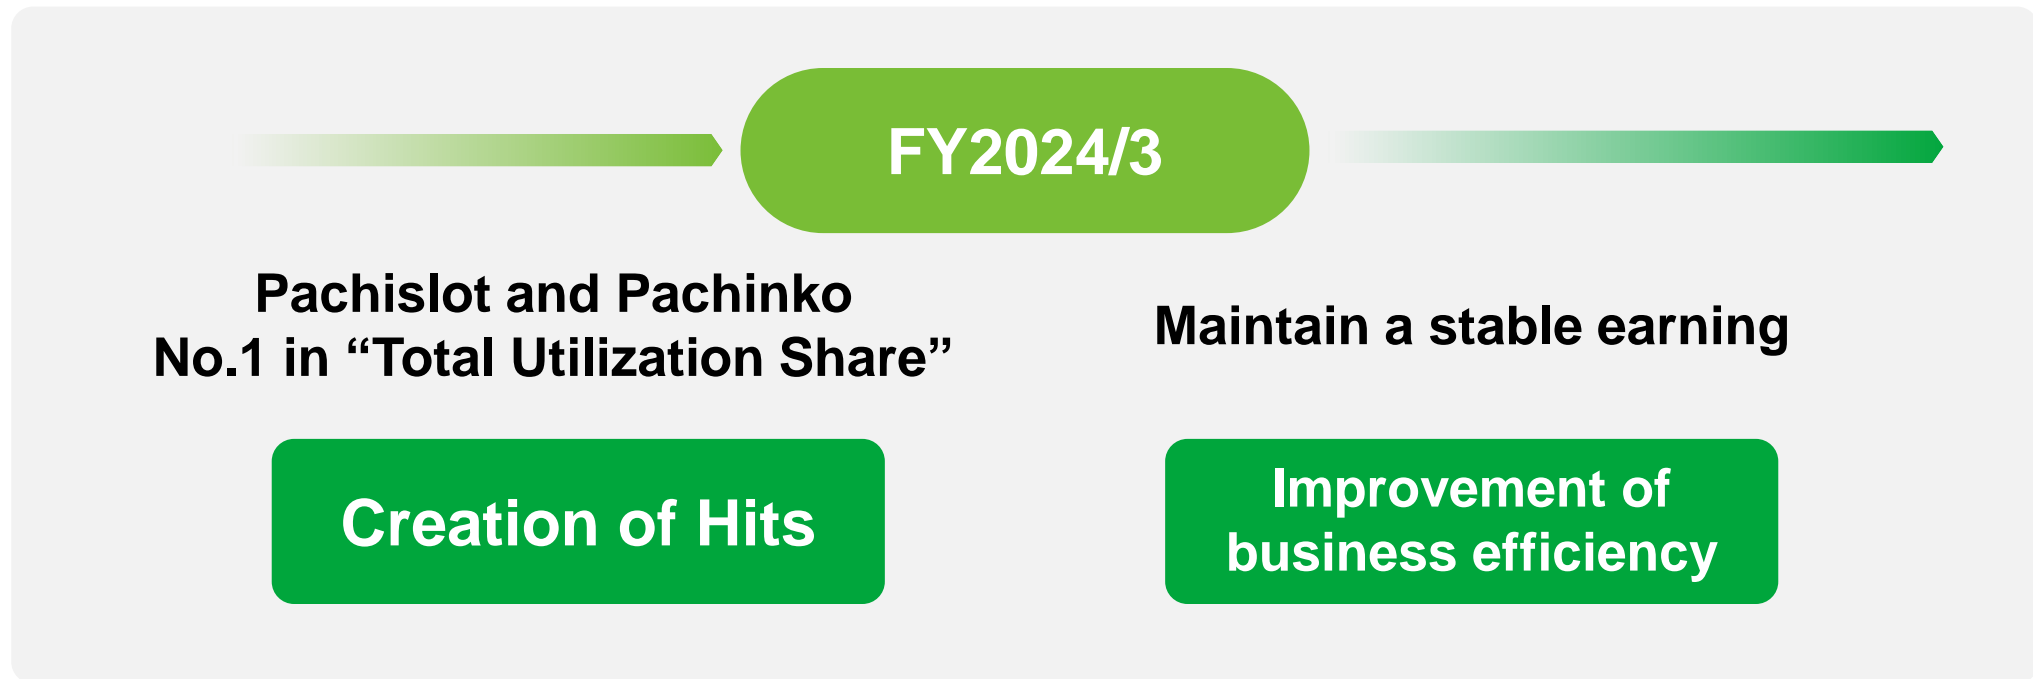 FY2024/3
Pachislot and Pachinko
No.1 in “Total Utilization Share”
Maintain a stable earning
Creation of Hits
Improvement of
business efficiency